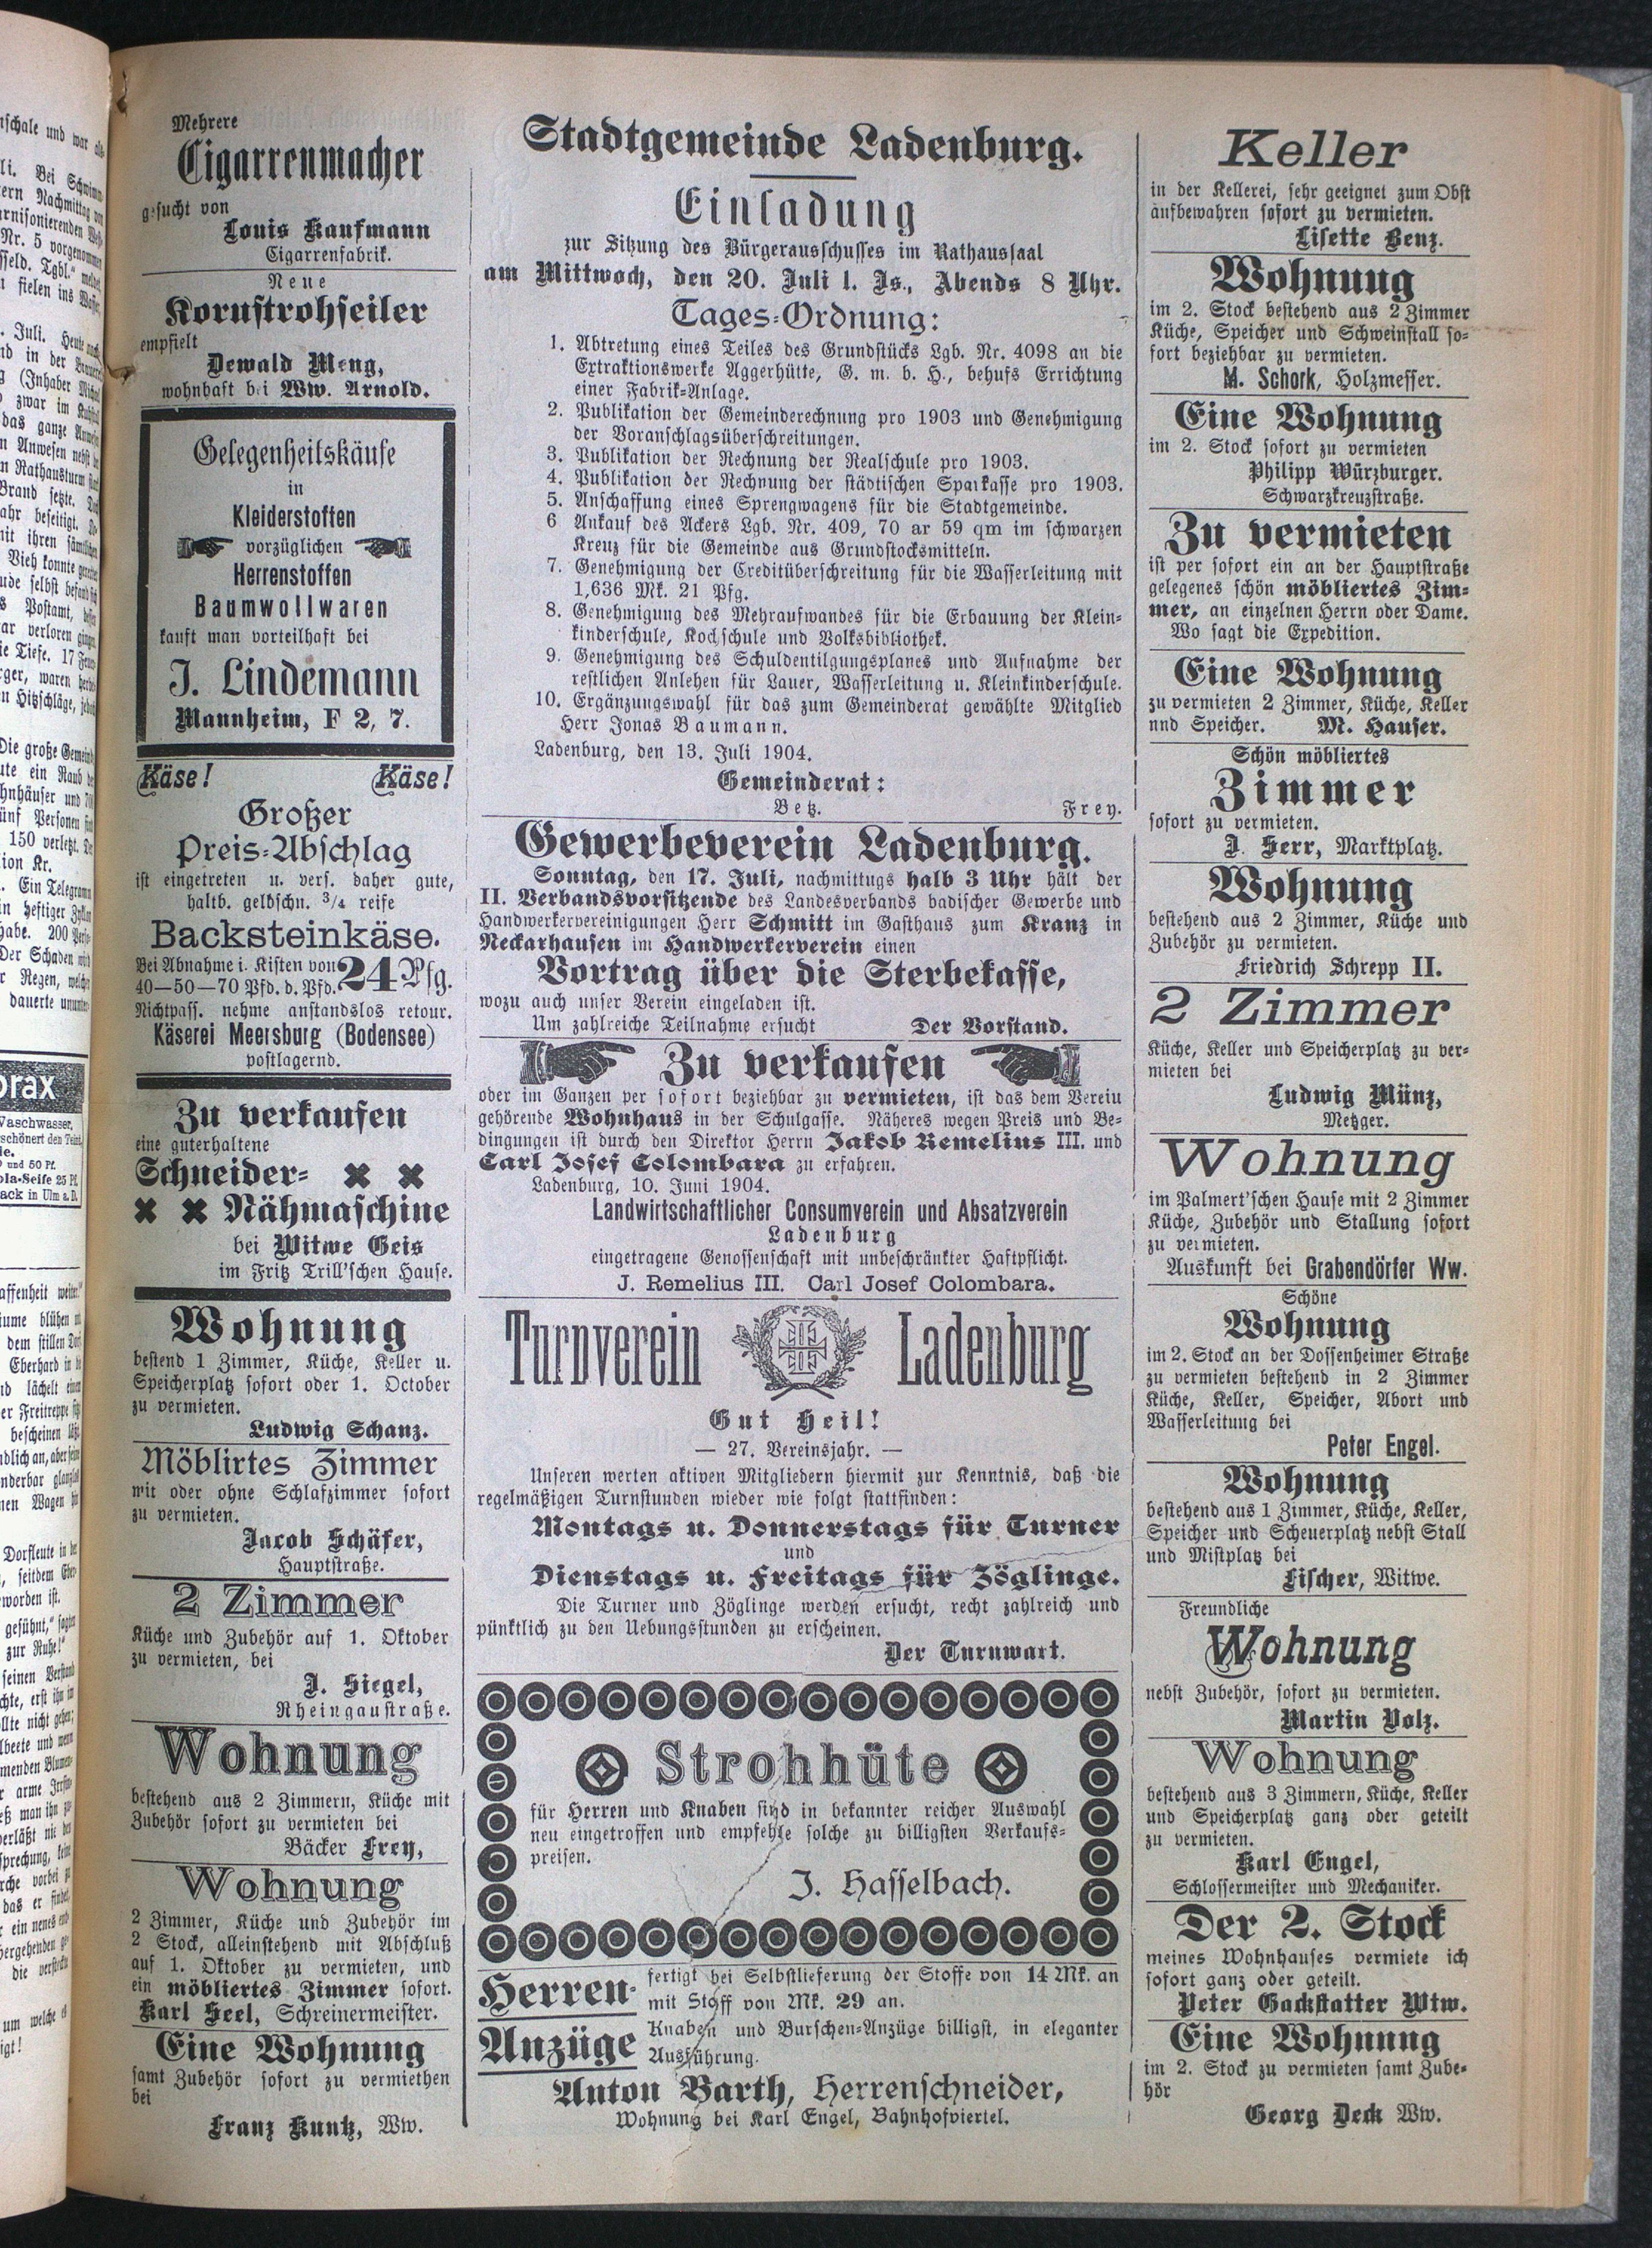 Mehrere
Cigarrenmacher
gesucht von
Louis Kaufmann
Cigarrenfabrik.
Neue
Kornstrohseiler
empfielt
Dewald Meng,
wohnhaft bei Ww. Arnold.
Gelegenheitskäufe
in
Kleiderstoffen
vorzüglichen
Herrenstoffen
Baumwollwaren
kauft man vorteilhaft bei
J. Lindemann
Mannheim, F 2, 7.
Käse! Käse!
Großer
Preis-Abschlag
ist eingetreten u. vers. daher gute,
haltb. gelbschn. 3/4 reife
Backsteinkäse.
Bei Abnahme i. Kisten von 24 Pfg.
40—50—70 Pfd. d. Pfd.
Nichtpass. nehme anstandslos retour.
Käserei Meersburg (Bodensee)
postlagernd.
Zu verkaufen
eine guterhaltene
Schneider-
Nähmaschine
bei Witwe Geis
im Fritz Trill'schen Hause.
Wohnung
bestend 1 Zimmer, Küche, Keller u.
Speicherplatz sofort oder 1. October
zu vermieten.
Ludwig Schanz.
Möblirtes Zimmer
mit oder ohne Schlafzimmer sofort
zu vermieten.
Jacob Schäfer,
Hauptstraße.
2 Zimmer
Küche und Zubehör auf 1. Oktober
zu vermieten, bei
J. Siegel,
Rheingaustraße.
Wohnung
bestehend aus 2 Zimmern, Küche mit
Zubehör sofort zu vermieten bei
Bäcker Frey,
Wohnung
2 Zimmer, Küche und Zubehör im
2 Stock, alleinstehend mit Abschluß
auf 1. Oktober zu vermieten, und
ein möbliertes Zimmer sofort.
Karl Seel, Schreinermeister.
Eine Wohnung
samt Zubehör sofort zu vermiethen
bei
Franz Kuntz, Ww.
Stadtgemeinde Ladenburg.
Einladung
zur Sitzung des Bürgerausschusses im Rathaussaal
am Mittwoch, den 20. Juli l. Js., Abends 8 Uhr.
Tages-Ordnung:
1. Abtretung eines Teiles des Grundstücks Lgb. Nr. 4098 an die
Extraktionswerke Aggerhütte, G. m. b. H., behufs Errichtung
einer Fabrik-Anlage.
2. Publikation der Gemeinderechnung pro 1903 und Genehmigung
der Voranschlagsüberschreitungen.
3. Publikation der Rechnung der Realschule pro 1903.
4. Publikation der Rechnung der städtischen Sparkasse pro 1903.
5. Anschaffung eines Sprengwagens für die Stadtgemeinde.
6 Ankauf des Ackers Lgb. Nr. 409, 70 ar 59 qm im schwarzen
Kreuz für die Gemeinde aus Grundstocksmitteln.
7. Genehmigung der Creditüberschreitung für die Wasserleitung mit
1,636 Mk. 21 Pfg.
8. Genehmigung des Mehraufwandes für die Erbauung der Klein-
kinderschule, Kochschule und Volksbibliothek.
9. Genehmigung des Schuldentilgungsplanes und Aufnahme der
restlichen Anlehen für Lauer, Wasserleitung u. Kleinkinderschule.
10. Ergänzungswahl für das zum Gemeinderat gewählte Mitglied
Herr Jonas Baumann.
Ladenburg, den 13. Juli 1904.
Gemeinderat:
Betz. Frey.
Gewerbeverein Ladenburg.
Sonntag, den 17. Juli, nachmittugs halb 3 Uhr hält der
II. Verbandsvorsitzende des Landesverbands badischer Gewerbe und
Handwerkervereinigungen Herr Schmitt im Gasthaus zum Kranz in
Neckarhausen im Handwerkerverein einen
Vortrag über die Sterbekasse,
wozu auch unser Verein eingeladen ist.
Um zahlreiche Teilnahme ersucht Der Vorstand.
Zu verkaufen
oder im Ganzen per sofort beziehbar zu vermieten, ist das dem Verein
gehörende Wohnhaus in der Schulgasse. Näheres wegen Preis und Be-
dingungen ist durch den Direktor Herrn Jakob Remelius III. und
Carl Josef Colombara zu erfahren.
Ladenburg, 10. Juni 1904.
Landwirtschaftlicher Consumverein und Absatzverein
Ladenburg
eingetragene Genossenschaft mit unbeschränkter Haftpflicht.
J. Remelius III. Carl Josef Colombara.
Turnverein Ladenburg
Gut Heil!
— 27. Vereinsjahr. —
Unseren werten aktiven Mitgliedern hiermit zur Kenntnis, daß die
regelmäßigen Turnstunden wieder wie folgt stattfinden:
Montags u. Donnerstags für Turner
und
Dienstags u. Freitags für Zöglinge.
Die Turner und Zöglinge werden ersucht, recht zahlreich und
pünktlich zu den Uebungsstunden zu erscheinen.
Der Turnwart.
Strohhüte
für Herren und Knaben sind in bekannter reicher Auswahl
neu eingetroffen und empfehle solche zu billigsten Verkaufs-
preisen.
J. Hasselbach.
Herren-
Anzüge
fertigt bei Selbstlieferung der Stoffe von 14 Mk. an
mit Stoff von Mk. 29 an.
Knaben und Burschen-Anzüge billigst, in eleganter
Ausführung.
Anton Barth, Herrenschneider,
Wohnung bei Karl Engel, Bahnhofviertel.
Keller
in der Kellerei, sehr geeignet zum Obst
aufbewahren sofort zu vermieten.
Lisette Benz.
Wohnung
im 2. Stock bestehend aus 2 Zimmer
Küche, Speicher und Schweinstall so-
fort beziehbar zu vermieten.
M. Schork, Holzmesser.
Eine Wohnung
im 2. Stock sofort zu vermieten
Philipp Würzburger.
Schwarzkreuzstraße.
Zu vermieten
ist per sofort ein an der Hauptstraße
gelegenes schön möbliertes Zim-
mer, an einzelnen Herrn oder Dame.
Wo sagt die Expedition.
Eine Wohnung
zu vermieten 2 Zimmer, Küche, Keller
nnd Speicher. M. Hauser.
Schön möbliertes
Zimmer
sofort zu vermieten.
J. Herr, Marktplatz.
Wohnung
bestehend aus 2 Zimmer, Küche und
Zubehör zu vermieten.
Friedrich Schrepp II.
2 Zimmer
Küche, Keller und Speicherplatz zu ver-
mieten bei
Ludwig Münz,
Metzger.
Wohnung
im Palmert'schen Hause mit 2 Zimmer
Küche, Zubehör und Stallung sofort
zu vermieten.
Auskunft bei Grabendörfer Ww.
Schöne
Wohnung
im 2. Stock an der Dossenheimer Straße
zu vermieten bestehend in 2 Zimmer
Küche, Keller, Speicher, Abort und
Wasserleitung bei
Peter Engel.
Wohnung
bestehend aus 1 Zimmer, Küche, Keller,
Speicher und Scheuerplatz nebst Stall
und Mistplatz bei
Fischer, Witwe.
Freundliche
Wohnung
nebst Zubehör, sofort zu vermieten.
Martin Volz.
Wohnung
bestehend aus 3 Zimmern, Küche, Keller
und Speicherplatz ganz oder geteilt
zu vermieten.
Karl Engel,
Schlossermeister und Mechaniker.
Der 2. Stock
meines Wohnhauses vermiete ich
sofort ganz oder geteilt.
Peter Gackstatter Wtw.
Eine Wohnung
im 2. Stock zu vermieten samt Zube-
hör
Georg Deck Ww.